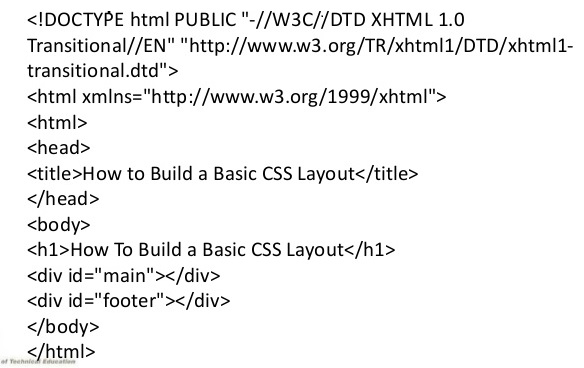 <!DOCTYPE html PUBLIC "-//W3C//DTD XHTML 1.0
Transitional//EN" "http://www.w3.org/TR/xhtml1/DTD/xhtml1-
transitional.dtd">
<html xmlns="http://www.w3.org/1999/xhtml">
<html>
<head>
<title>How to Build a Basic CSS Layout</title>
</head>
<body>
<h1>How To Build a Basic CSS Layout</h1>
<div id="main"></div>
<div id="footer"></div>
</body>
</html>
of Technical Education